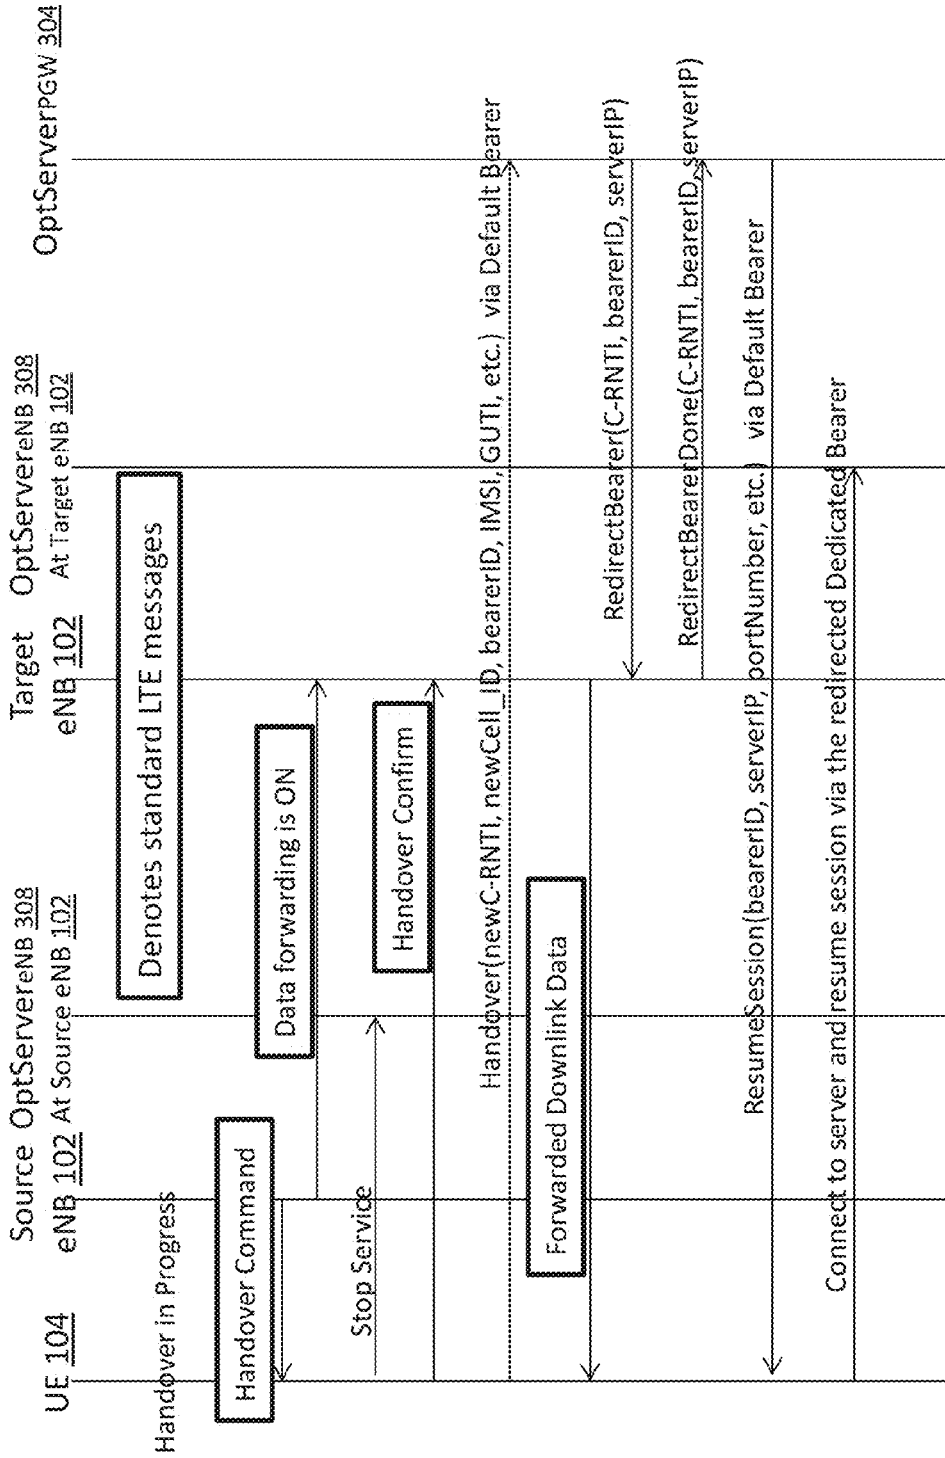 UE 104
Source
eNB 102
OptServereNB 308
At Source eNB 102
Target
eNB 102
OptServereNB 308
At Target eNB 102
OptServerPGW 304
Denotes standard LTE messages
Handover in Progress
Handover Command
Data forwarding is ON
Stop Service
Handover Confirm
Handover(newC-RNTI, newCell_ID, bearerID, IMSI, GUTI, etc.) via Default Bearer
Forwarded Downlink Data
RedirectBearer(C-RNTI, bearerID, serverIP)
RedirectBearerDone(C-RNTI, bearerID, serverIP)
ResumeSession(bearerID, serverIP, portNumber, etc.) via Default Bearer
Connect to server and resume session via the redirected Dedicated Bearer